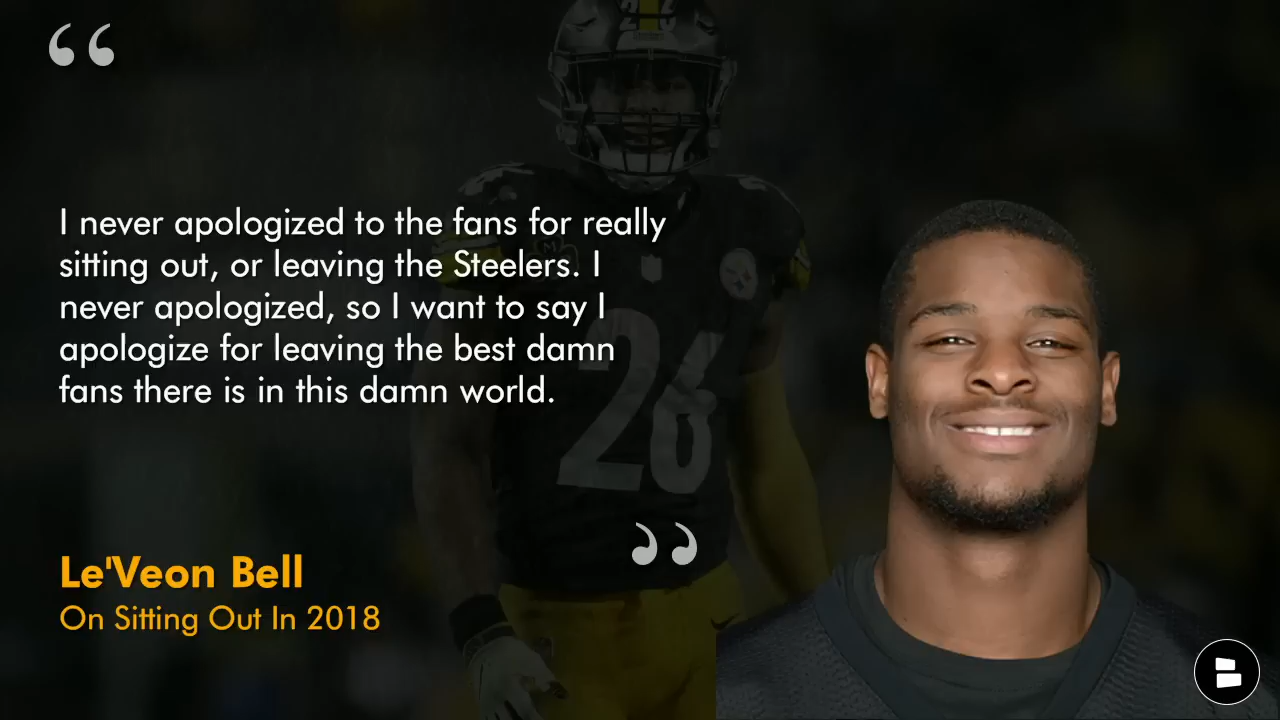 “
I never apologized to the fans for really
sitting out, or leaving the Steelers. I
never apologized, so I want to say I
apologize for leaving the best damn
fans there is in this damn world.
”
Le'Veon Bell
On Sitting Out In 2018
26
26